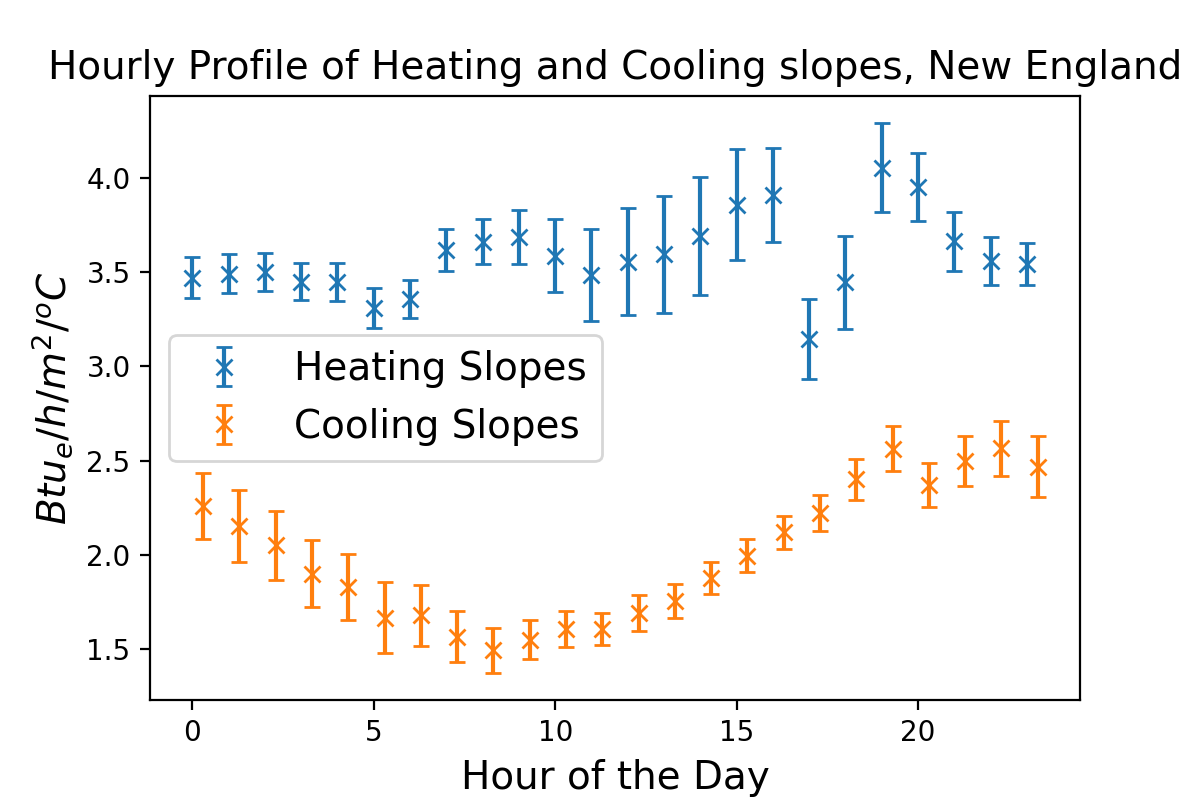 Hourly Profile of Heating and Cooling slopes, New England
4.0
3.5
3.0
2.5
2.0
1.5
Btu_e/h/m^2/^oC
Heating Slopes
Cooling Slopes
0 5 10 15 20
Hour of the Day